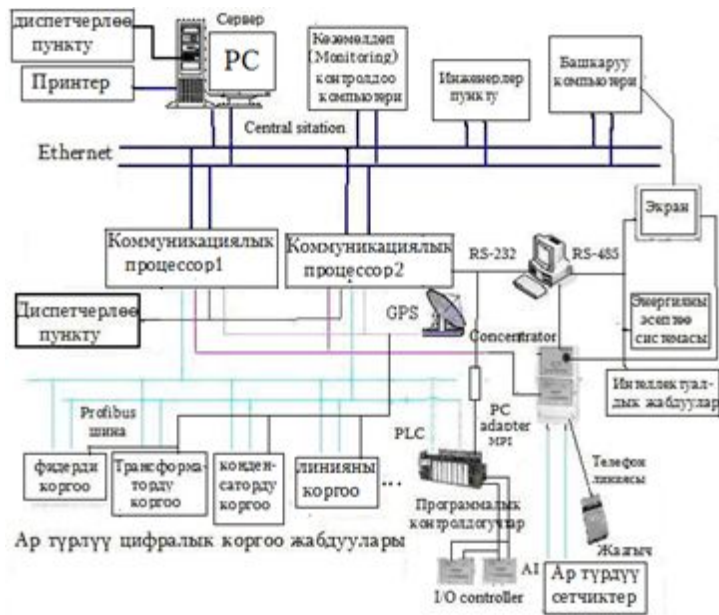 диспетчерлөө
пункту
Принтер
Сервер
PC
Көзөмөлдөп
(Monitoring)
контролдоо
компьютери
Инженерлер
пункту
Башкаруу
компьютери
Central sitation
Ethernet
Экран
Коммуникациялык
процессор1
Коммуникациялык
процессор2
RS-232
RS-485
Диспетчерлөө
пункту
GPS
Concentrator
Энергияны
эсептөө
системасы
Интеллектуал-
дык жабдуулар
Profibus
шина
PLC
PC
adapter
MPI
фидерди
коргоо
Трансформа-
торду
коргоо
конден-
саторду
коргоо
линияны
коргоо
...
Программалык
контролдогучтар
Телефон
линиясы
Жалгыч
Ар түрлүү цифралык коргоо жабдуулары
AI
I/O controller
Ар түрдүү
сетчиктер